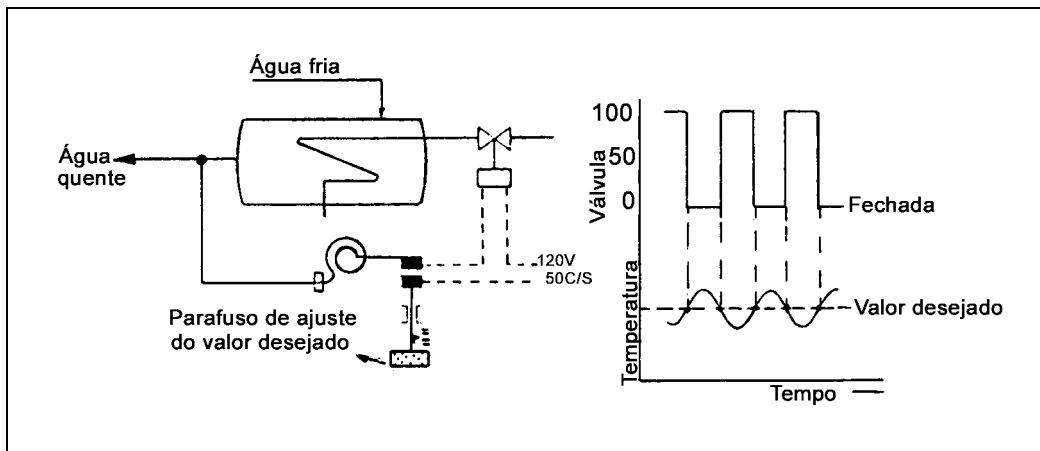 Água fria
Água
quente
120V
50C/S
Parafuso de ajuste
do valor desejado
Válvula
100
50
0
Fechada
Temperatura
Valor desejado
Tempo